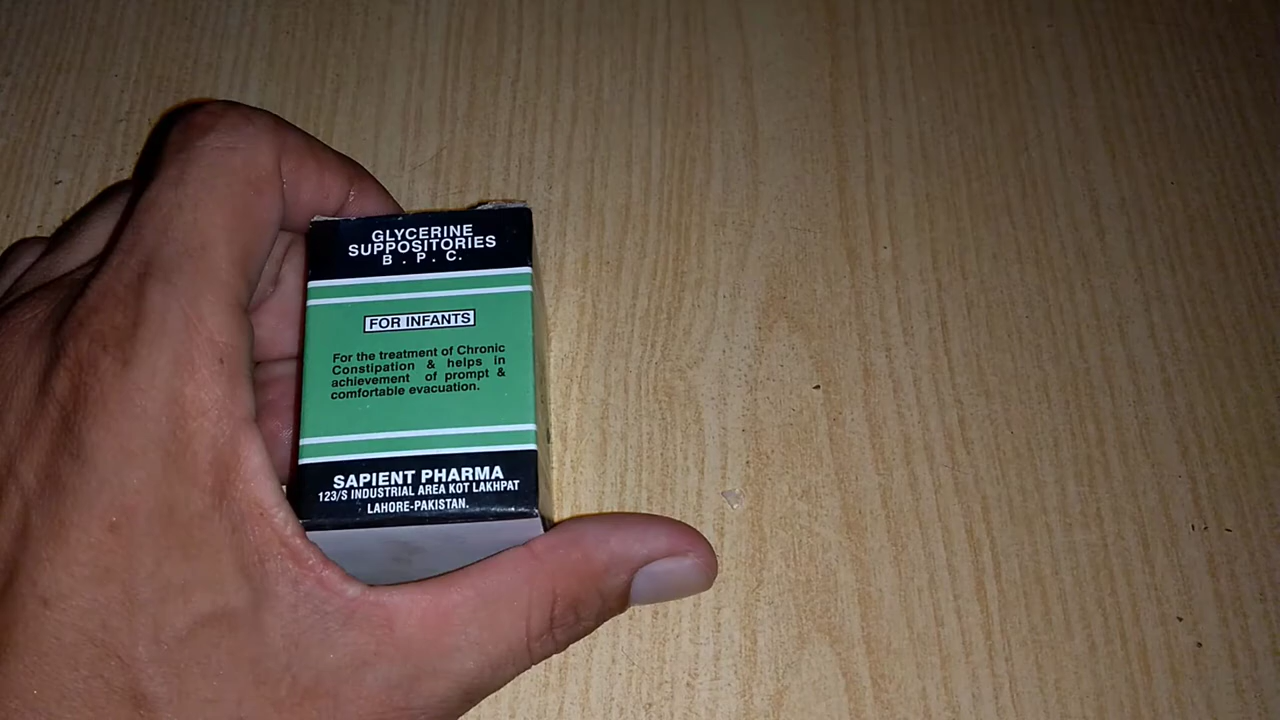 GLYCERINE
SUPPOSITORIES
B . P . C.
FOR INFANTS
For the treatment of Chronic
Constipation & helps in
achievement of prompt &
comfortable evacuation.
SAPIENT PHARMA
123/S INDUSTRIAL AREA KOT LAKHPAT
LAHORE-PAKISTAN.